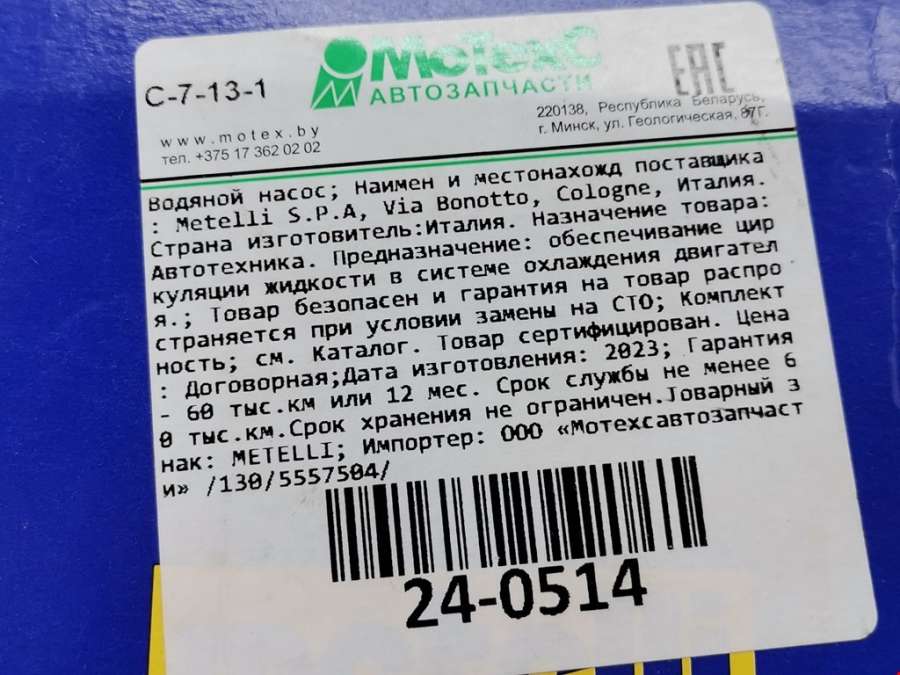 С-7-13-1
МоТехС
АВТОЗАПЧАСТИ
EAC
www.motex.by
тел. +375 17 362 02 02
220138, Республика Беларусь,
г. Минск, ул. Геологическая, 87Г.
Водяной насос; Наимен и местонахожд поставщика
: Metelli S.P.A, Via Bonotto, Cologne, Италия.
Страна изготовитель:Италия. Назначение товара:
Автотехника. Предназначение: обеспечивание цир
куляции жидкости в системе охлаждения двигател
я.; Товар безопасен и гарантия на товар распро
страняется при условии замены на СТО; Комплект
ность; см. Каталог. Товар сертифицирован. Цена
: Договорная;Дата изготовления: 2023; Гарантия
- 60 тыс.км или 12 мес. Срок службы не менее 6
0 тыс.км.Срок хранения не ограничен.Товарный з
нак: METELLI; Импортер: ООО «Мотехсавтозапчаст
и» /130/5557504/
24-0514